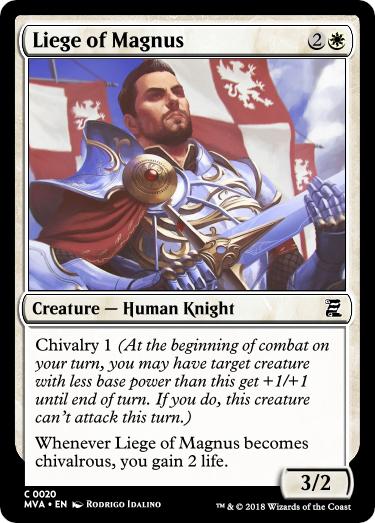 Liege of Magnus 2
Creature — Human Knight
Chivalry 1 (At the beginning of combat on
your turn, you may have target creature
with less base power than this get +1/+1
until end of turn. If you do, this creature
can't attack this turn.)
Whenever Liege of Magnus becomes
chivalrous, you gain 2 life.
3/2
C 0020
MVA • EN Rodrigo Idalino
™ & © 2018 Wizards of the Coast